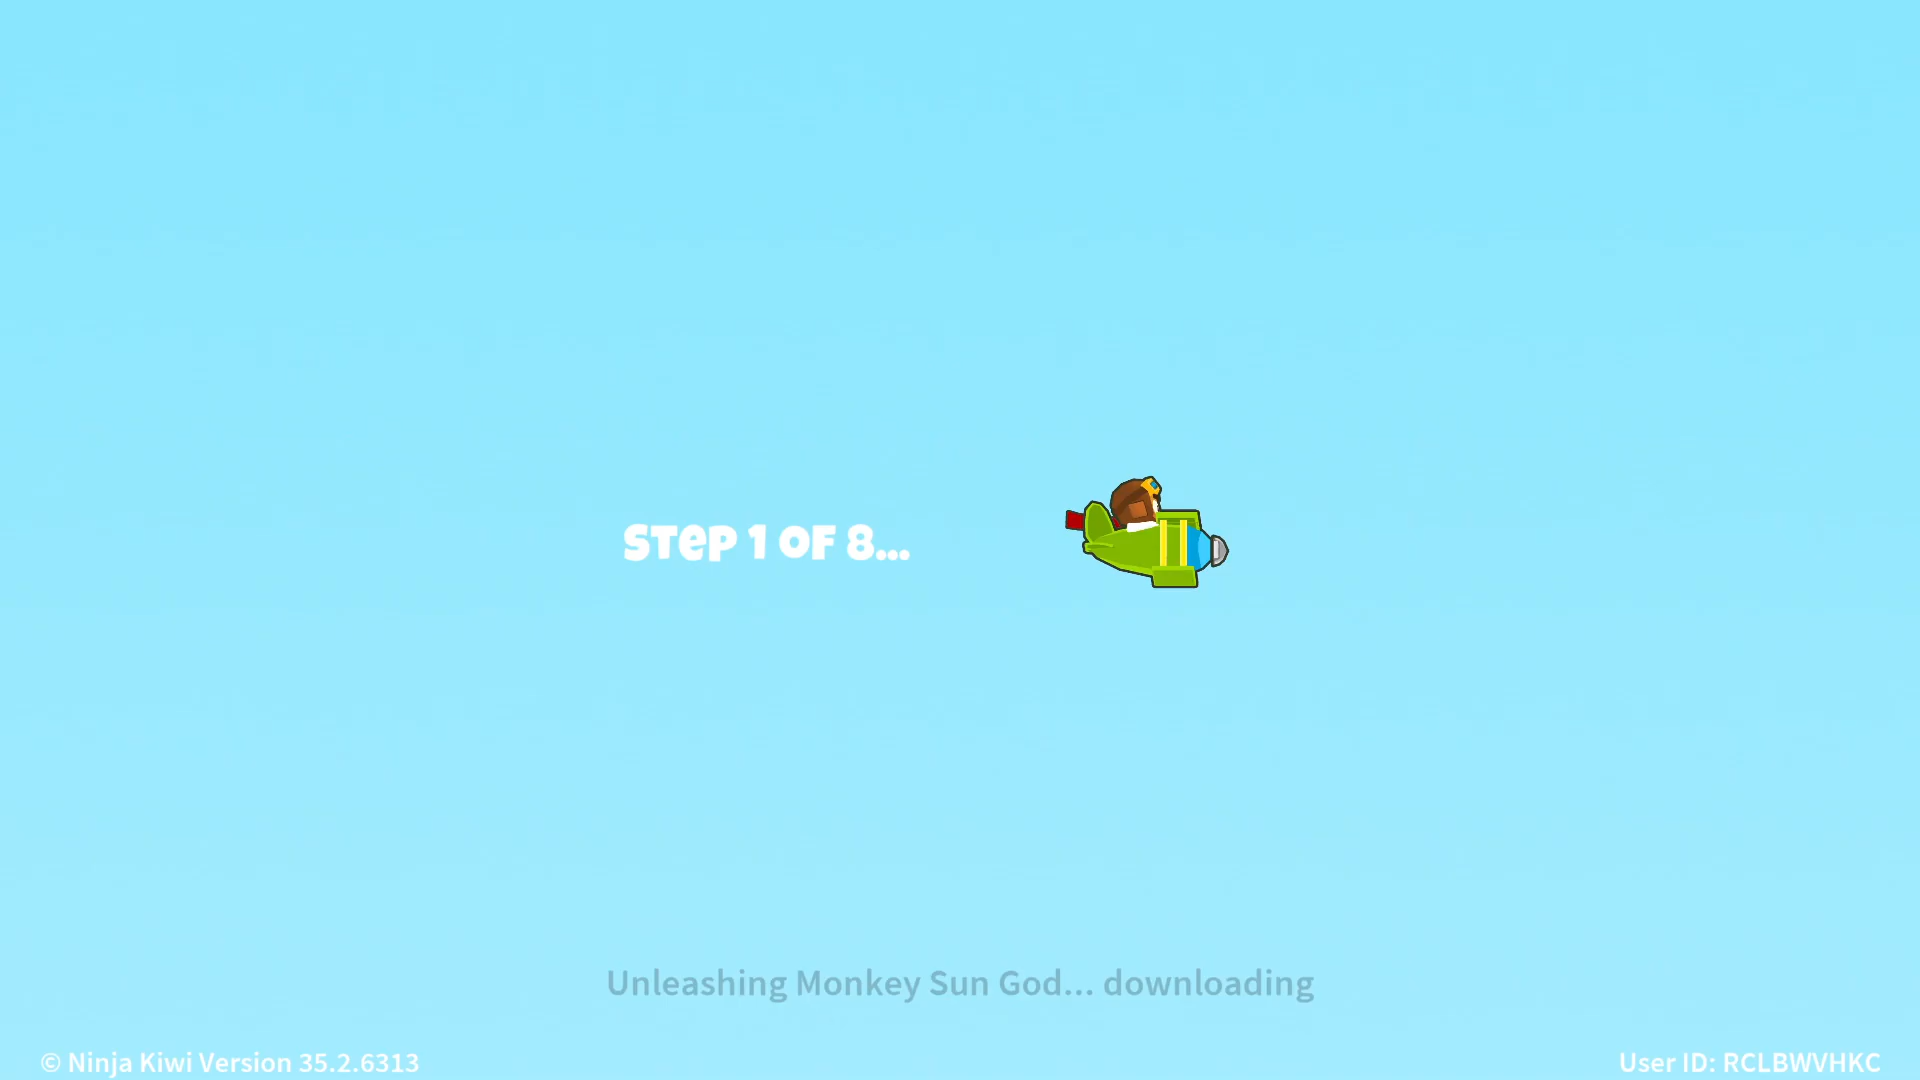 Step 1 of 8...
Unleashing Monkey Sun God... downloading
© Ninja Kiwi Version 35.2.6313
User ID: RCLBWVHKC